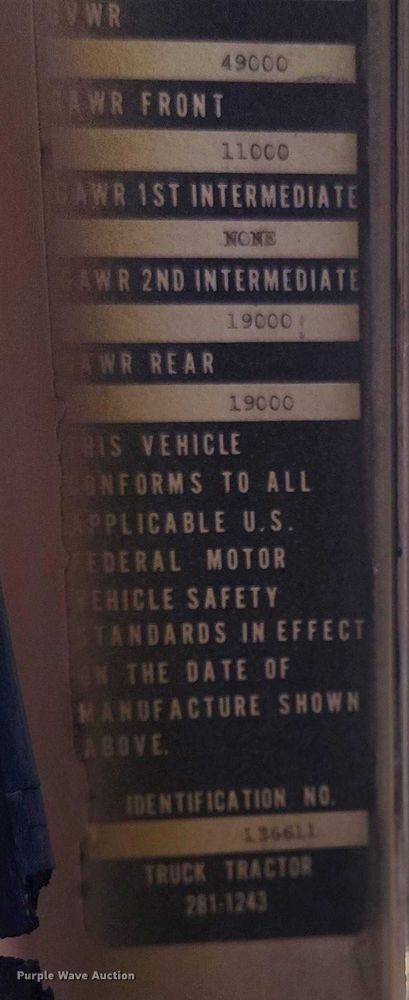 GVWR
49000
GAWR FRONT
11000
GAWR 1ST INTERMEDIATE
NONE
GAWR 2ND INTERMEDIATE
19000
GAWR REAR
19000
THIS VEHICLE
CONFORMS TO ALL
APPLICABLE U.S.
FEDERAL MOTOR
VEHICLE SAFETY
STANDARDS IN EFFECT
ON THE DATE OF
MANUFACTURE SHOWN
ABOVE.
IDENTIFICATION NO.
136611
TRUCK TRACTOR
281-1243
Purple Wave Auction